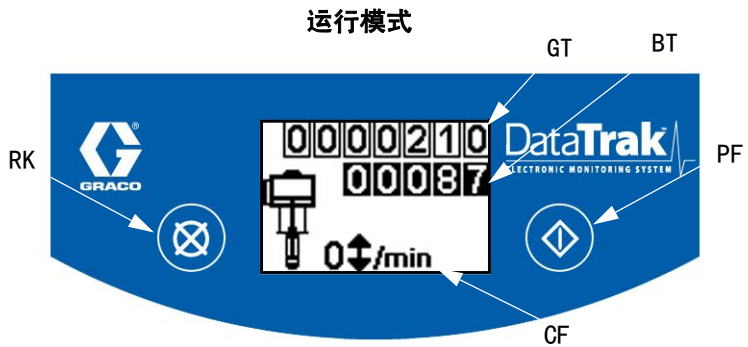 运行模式
GT
BT
RK
PF
CF
GRACO
®
0000210
00087
0 /min
DataTrak
ELECTRONIC MONITORING SYSTEM